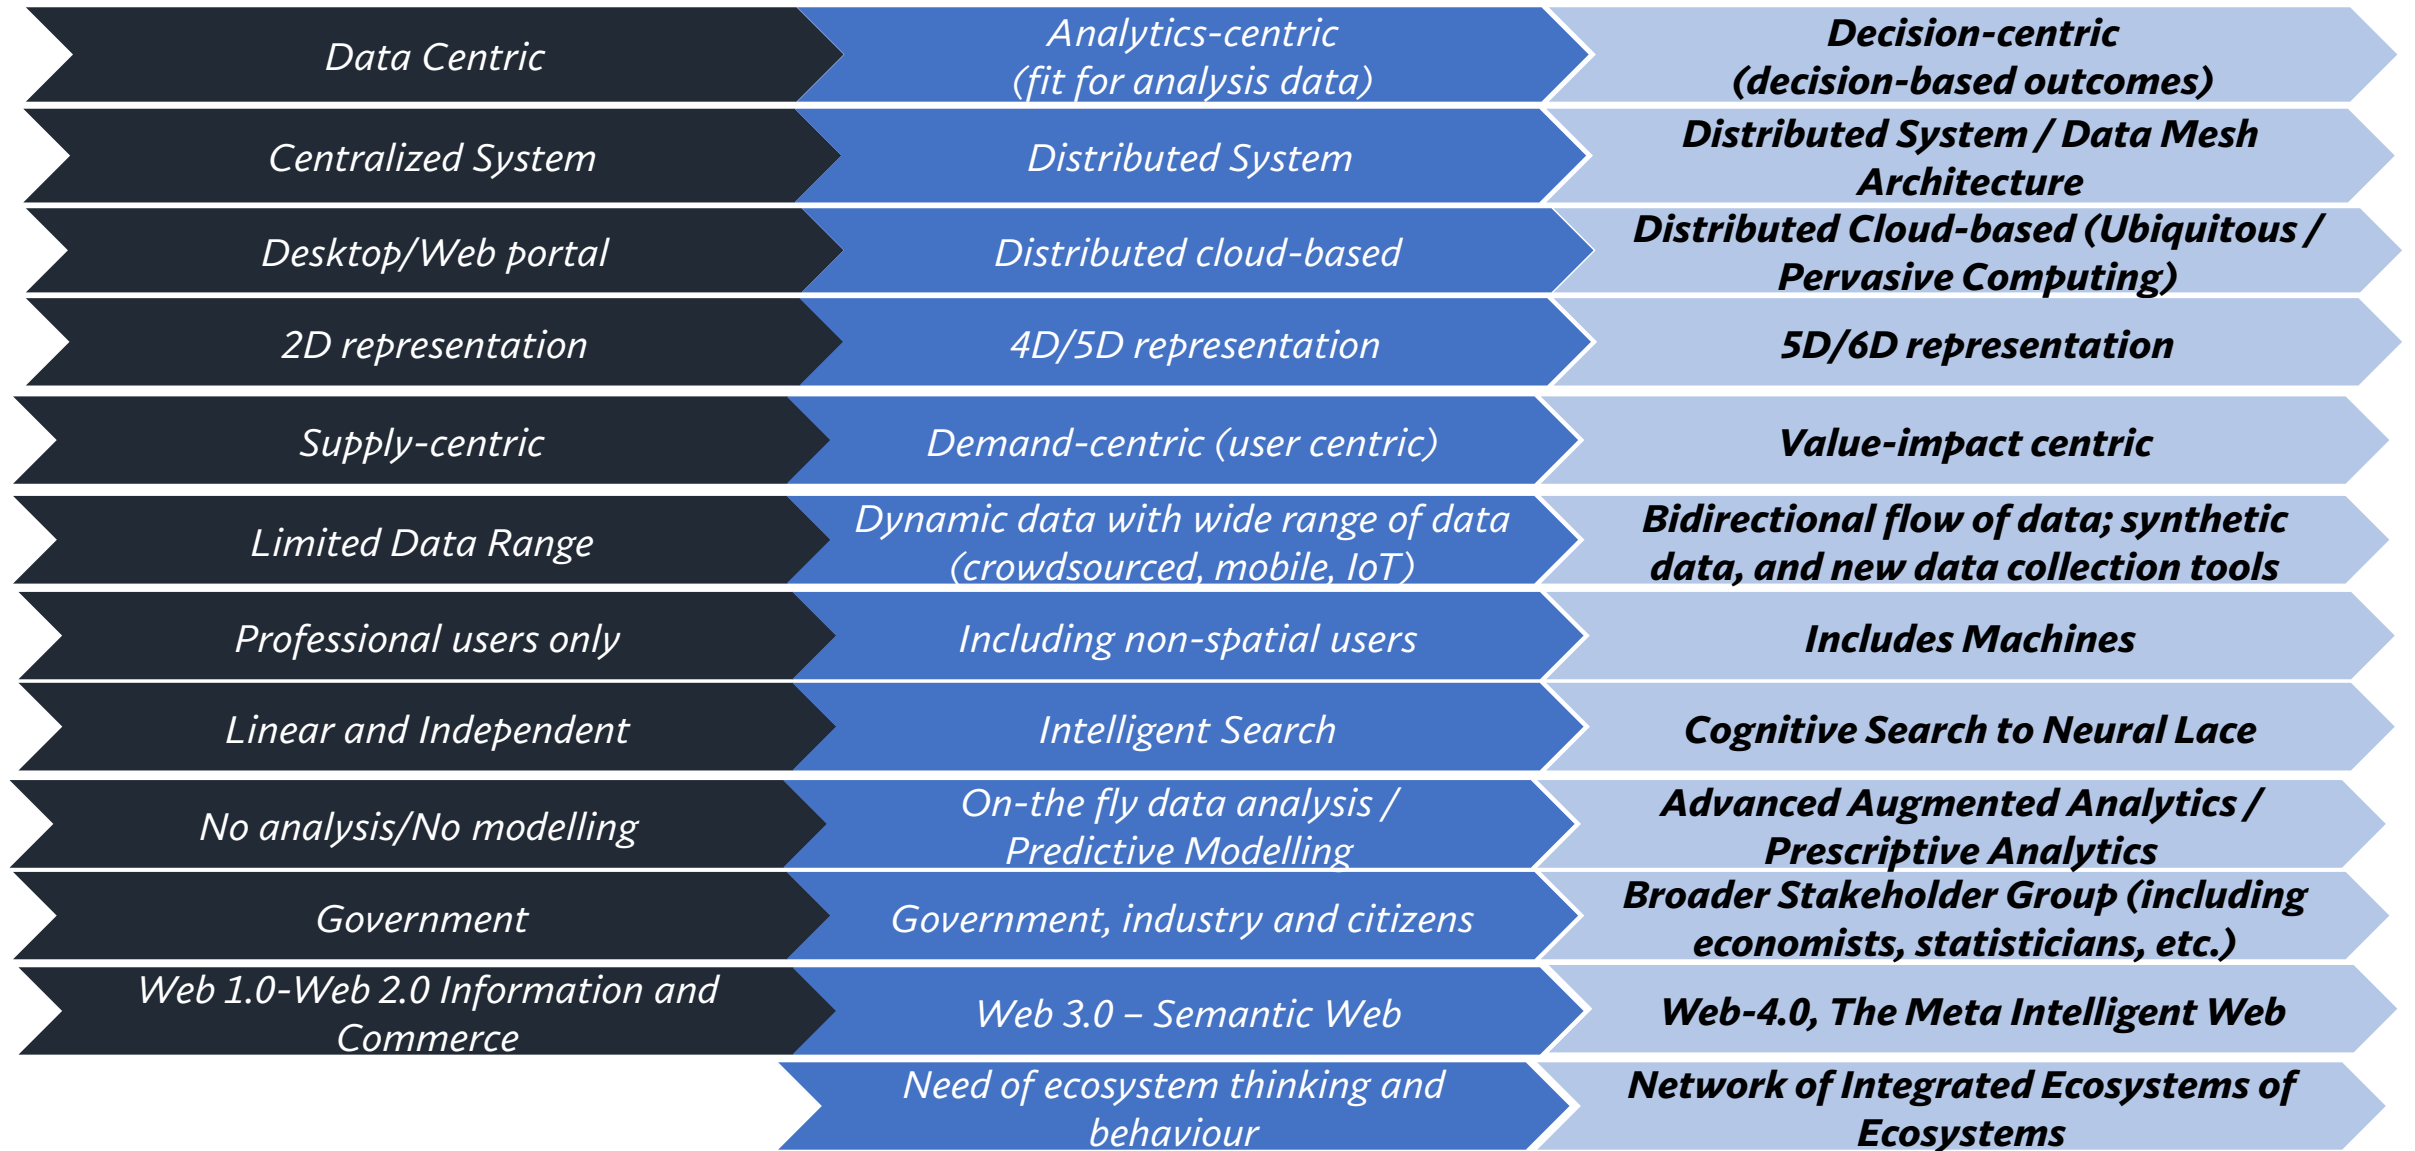 Data Centric
Analytics-centric
(fit for analysis data)
Decision-centric
(decision-based outcomes)
Centralized System
Distributed System
Distributed System / Data Mesh
Architecture
Desktop/Web portal
Distributed cloud-based
Distributed Cloud-based (Ubiquitous /
Pervasive Computing)
2D representation
4D/5D representation
5D/6D representation
Supply-centric
Demand-centric (user centric)
Value-impact centric
Limited Data Range
Dynamic data with wide range of data
(crowdsourced, mobile, IoT)
Bidirectional flow of data; synthetic
data, and new data collection tools
Professional users only
Including non-spatial users
Includes Machines
Linear and Independent
Intelligent Search
Cognitive Search to Neural Lace
No analysis/No modelling
On-the fly data analysis /
Predictive Modelling
Advanced Augmented Analytics /
Prescriptive Analytics
Government
Government, industry and citizens
Broader Stakeholder Group (including
economists, statisticians, etc.)
Web 1.0-Web 2.0 Information and
Commerce
Web 3.0 – Semantic Web
Web-4.0, The Meta Intelligent Web
Need of ecosystem thinking and
behaviour
Network of Integrated Ecosystems of
Ecosystems